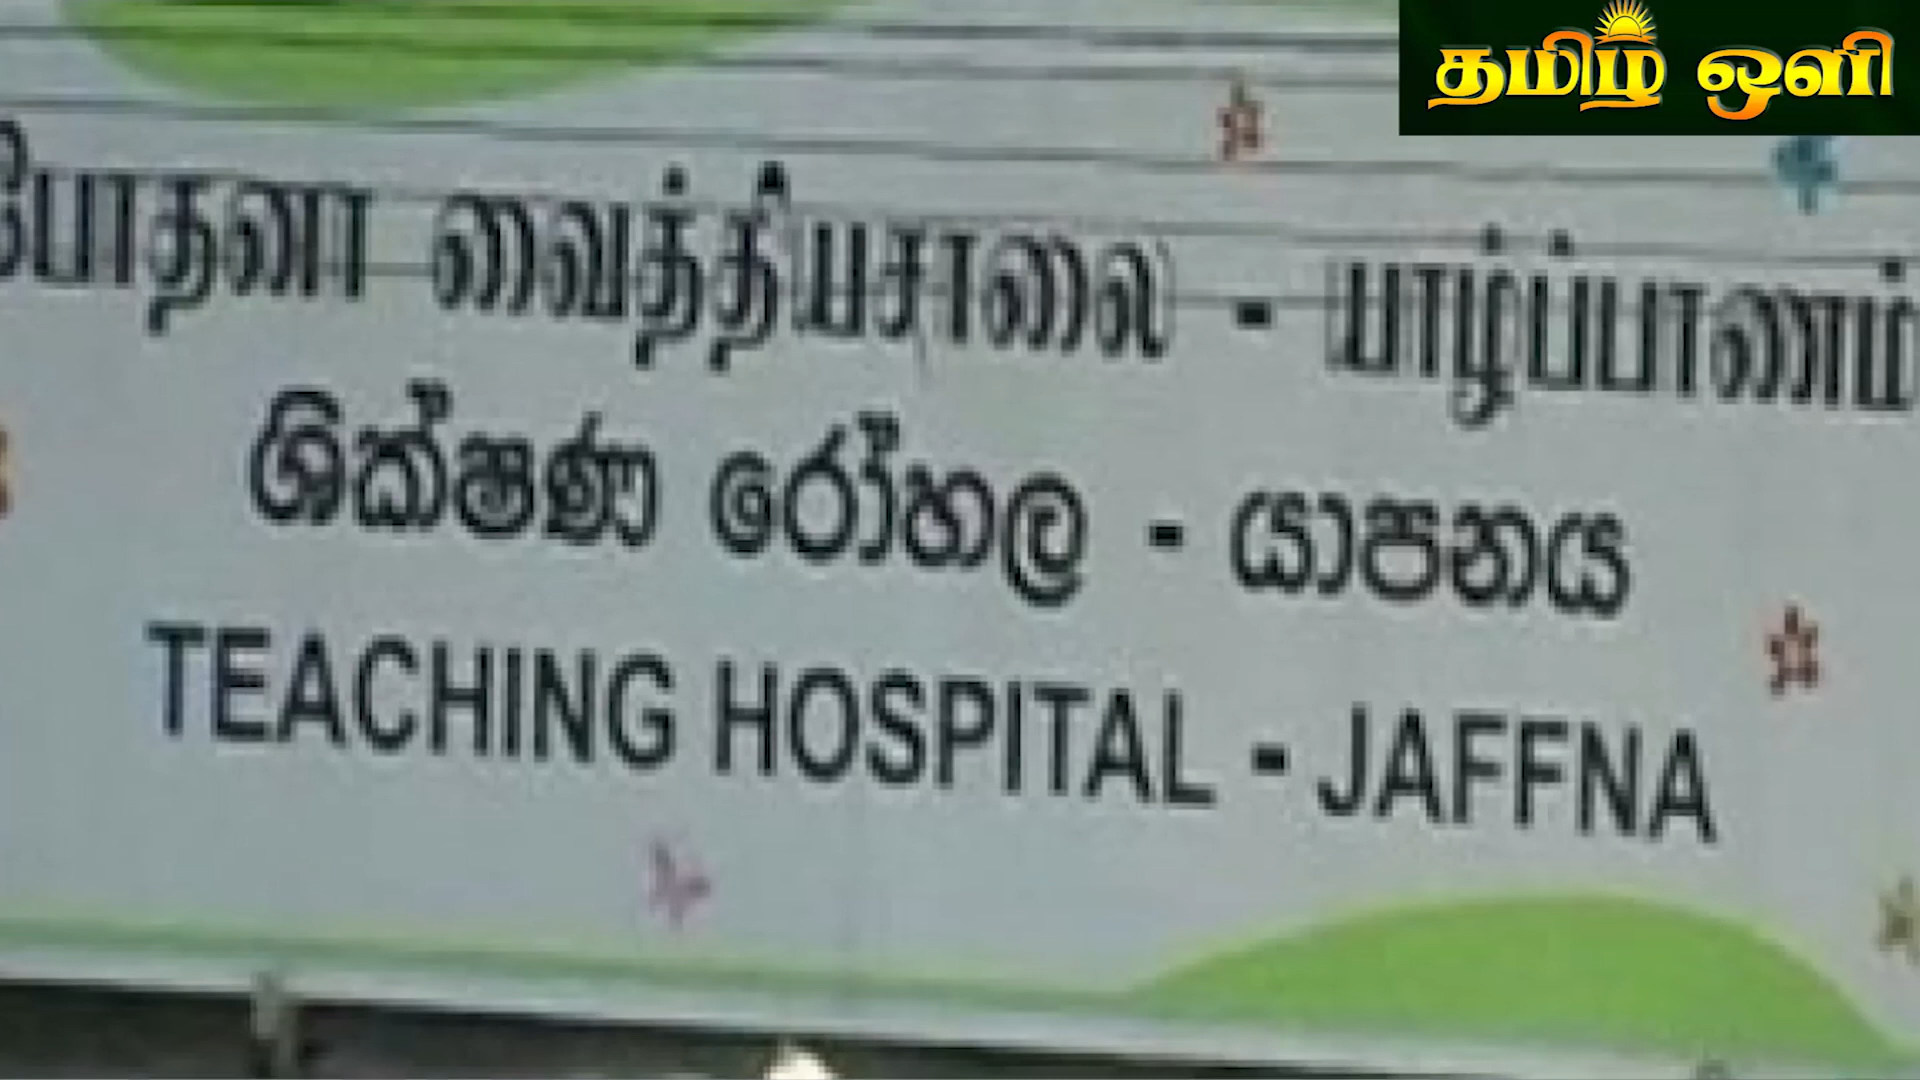 தமிழ் ஒளி
போதனா வைத்தியசாலை - யாழ்ப்பாணம்
ශික්ෂණ රෝහල - යාපනය
TEACHING HOSPITAL - JAFFNA